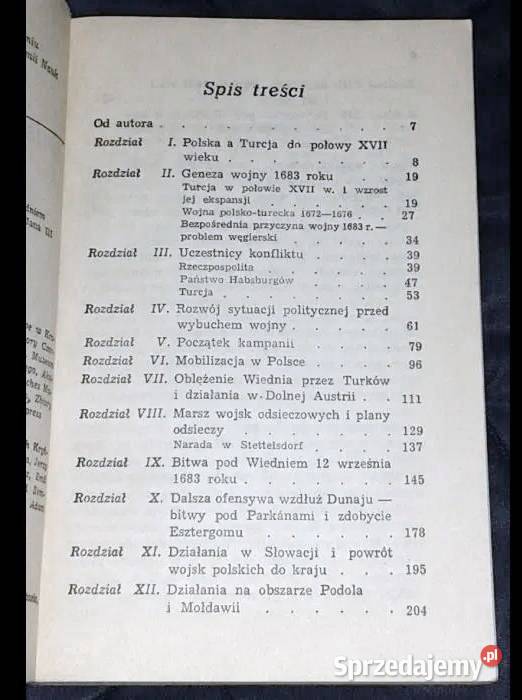 niu
mii Nauk
Spis treści
Od autora . . . . . . . . . . 7
Rozdział I. Polska a Turcja do połowy XVII
wieku . . . . . . . 8
Rozdział II. Geneza wojny 1683 roku . . 19
Turcja w połowie XVII w. i wzrost
jej ekspansji . . . . . . 19
Wojna polsko-turecka 1672—1676 . . 27
Bezpośrednia przyczyna wojny 1683 r. —
problem węgierski . . . . . 34
Rozdział III. Uczestnicy konfliktu . . . 39
Rzeczpospolita . . . . . . 39
Państwo Habsburgów . . . . 47
Turcja . . . . . . . . 53
Rozdział IV. Rozwój sytuacji politycznej przed
wybuchem wojny . . . . 61
Rozdział V. Początek kampanii . . . . 79
Rozdział VI. Mobilizacja w Polsce . . . 96
Rozdział VII. Oblężenie Wiednia przez Turków
i działania w Dolnej Austrii . . 111
Rozdział VIII. Marsz wojsk odsieczowych i plany
odsieczy . . . . . . 129
Narada w Stettelsdorf . . . . 137
Rozdział IX. Bitwa pod Wiedniem 12 września
1683 roku . . . . . . 145
Rozdział X. Dalsza ofensywa wzdłuż Dunaju —
bitwy pod Parkánami i zdobycie
Esztergomu . . . . . 178
Rozdział XI. Działania w Słowacji i powrót
wojsk polskich do kraju . . . 195
Rozdział XII. Działania na obszarze Podola
i Mołdawii . . . . . 204
Sprzedajemy.pl